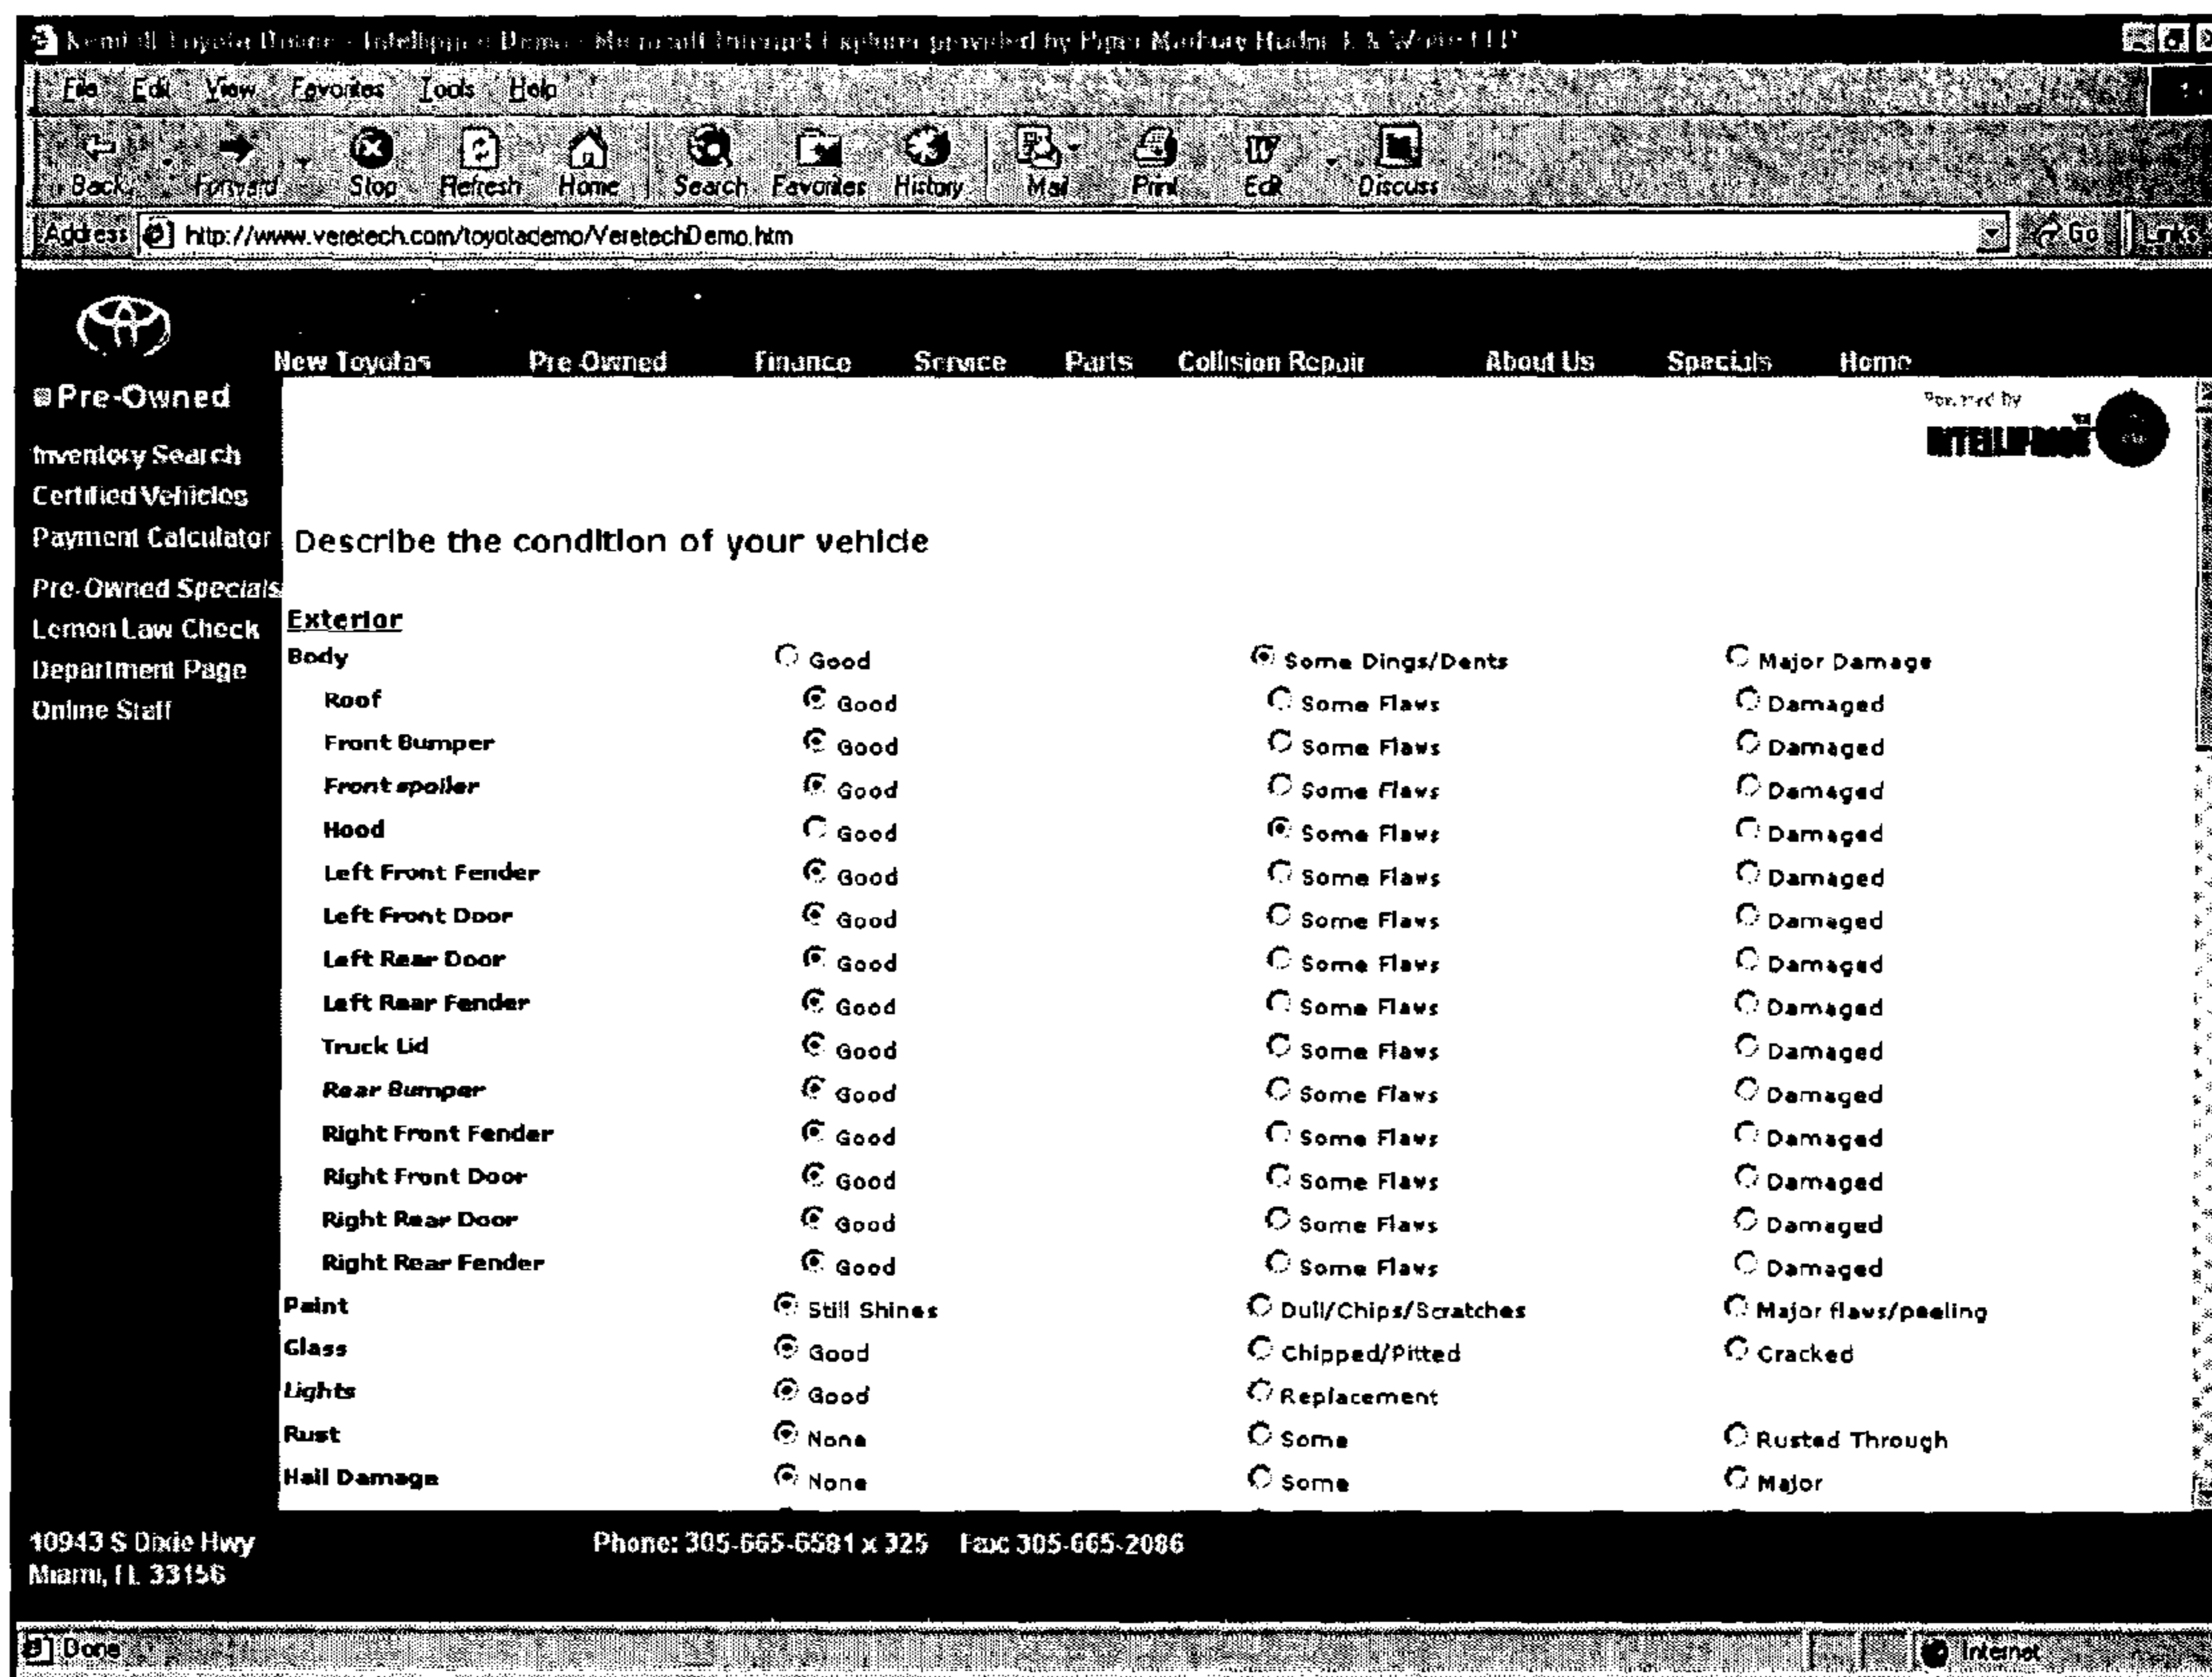 Toyota Online - Microsoft Internet Explorer provided by Piper
File Edit View Favorites Tools Help
Back Forward Stop Refresh Home Search Favorites History Mail Print Edit Discuss
Address http://www.veretech.com/toyotademo/VeretechDemo.htm Go Links
New Toyotas Pre-Owned Finance Service Parts Collision Repair About Us Specials Home
Pre-Owned
Powered by
INTELLIPRICE
Inventory Search
Certified Vehicles
Payment Calculator
Pre-Owned Specials
Lemon Law Check
Department Page
Online Staff
Describe the condition of your vehicle
Exterior
Body Good Some Dings/Dents Major Damage
Roof Good Some Flaws Damaged
Front Bumper Good Some Flaws Damaged
Front spoiler Good Some Flaws Damaged
Hood Good Some Flaws Damaged
Left Front Fender Good Some Flaws Damaged
Left Front Door Good Some Flaws Damaged
Left Rear Door Good Some Flaws Damaged
Left Rear Fender Good Some Flaws Damaged
Truck Lid Good Some Flaws Damaged
Rear Bumper Good Some Flaws Damaged
Right Front Fender Good Some Flaws Damaged
Right Front Door Good Some Flaws Damaged
Right Rear Door Good Some Flaws Damaged
Right Rear Fender Good Some Flaws Damaged
Paint Still Shines Dull/Chips/Scratches Major flaws/peeling
Glass Good Chipped/Pitted Cracked
Lights Good Replacement
Rust None Some Rusted Through
Hail Damage None Some Major
10943 S Dixie Hwy Phone: 305-665-6581 x 325 Fax: 305-665-2086
Miami, FL 33156
Done Internet